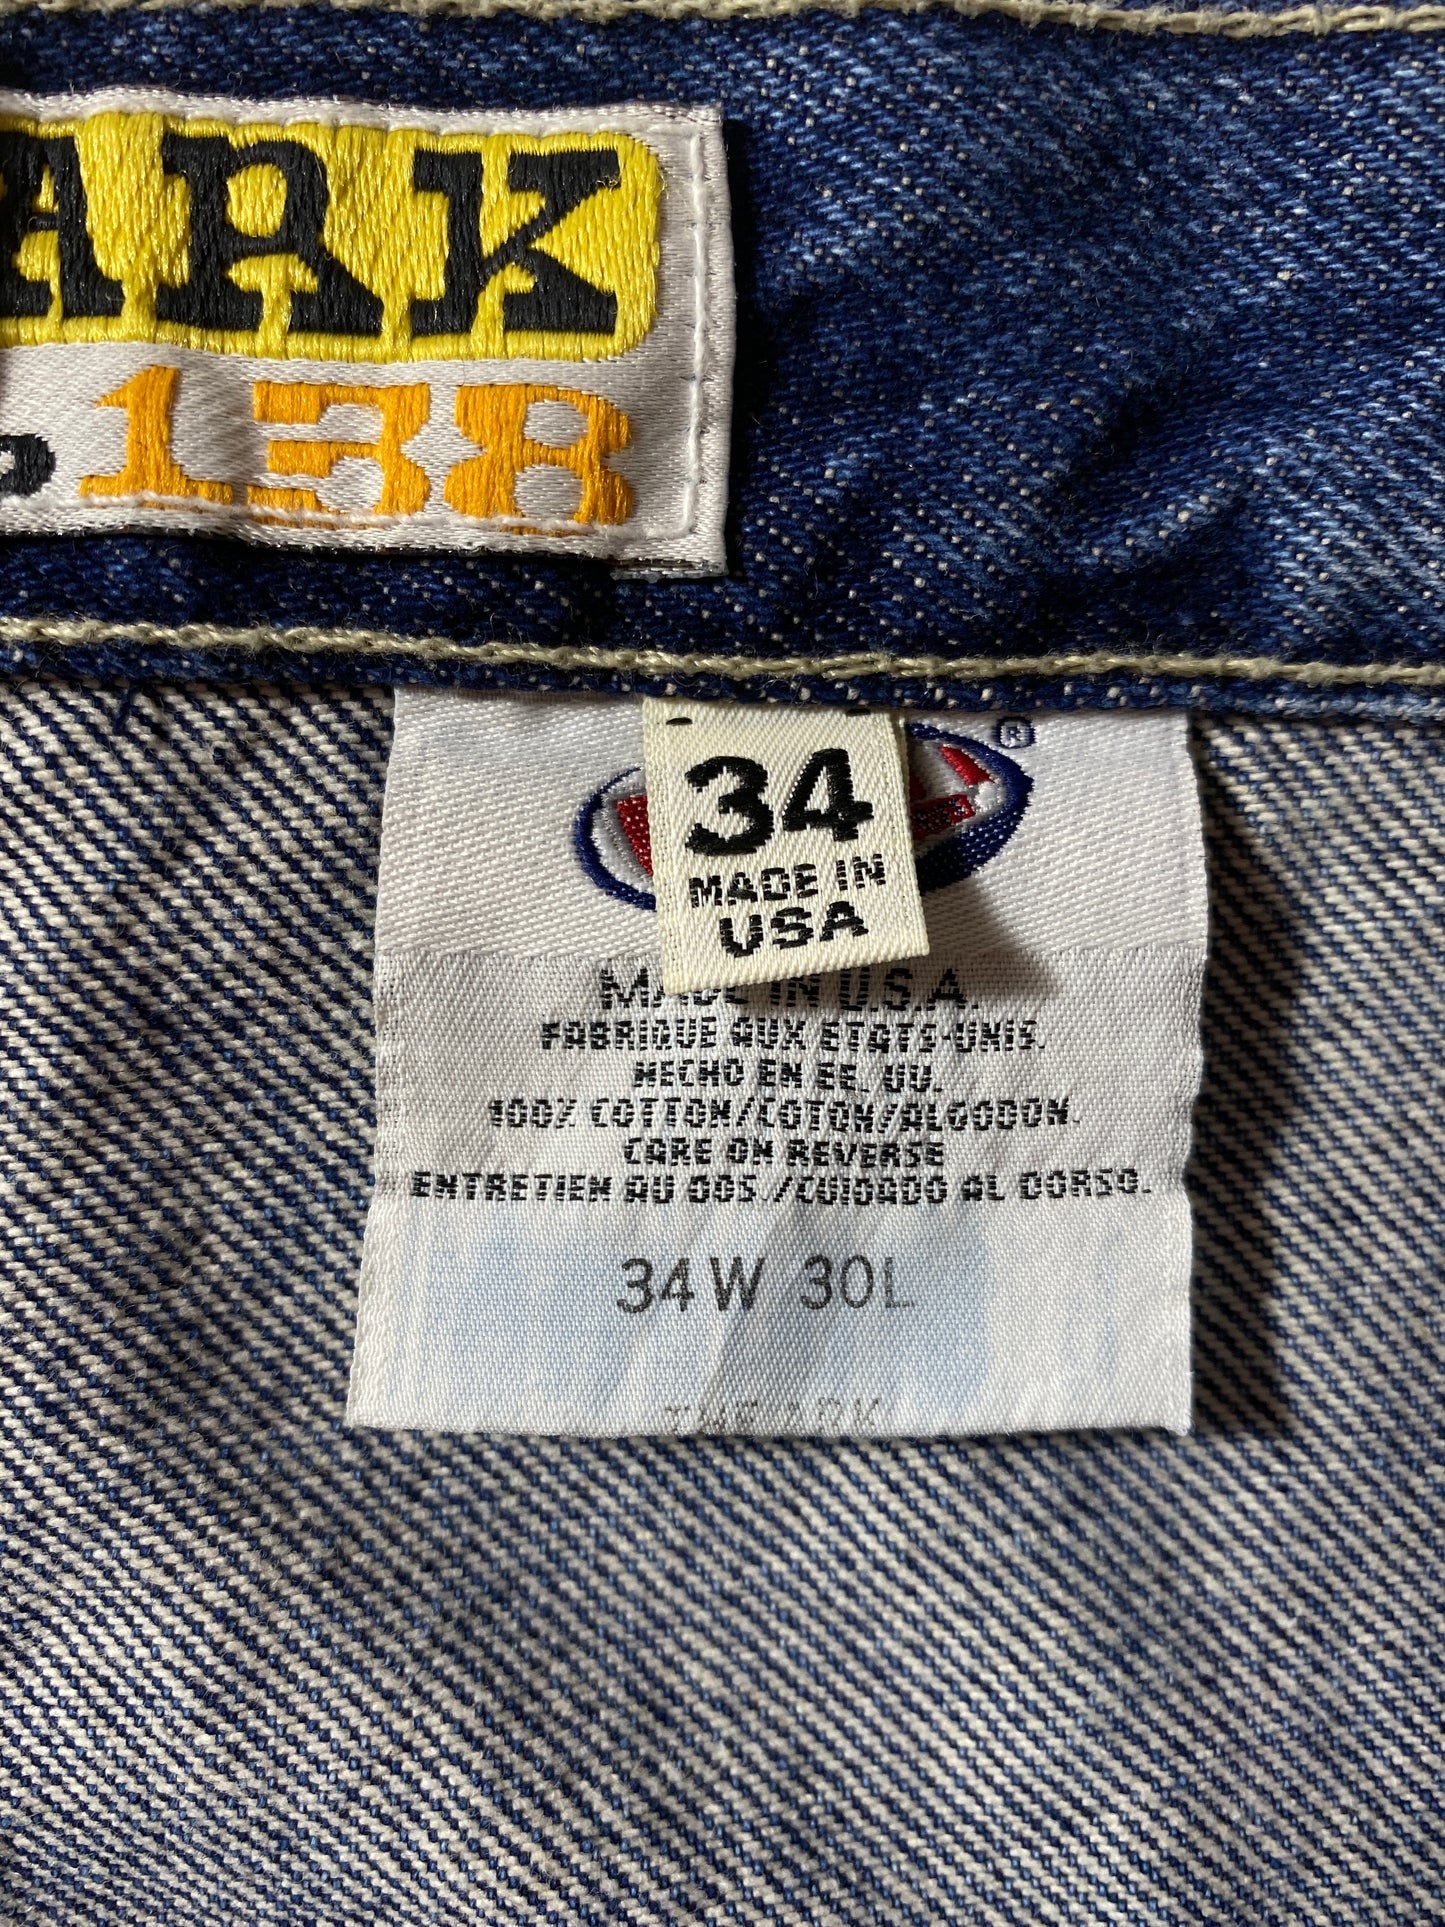 ARK
138
®
34
MADE IN
USA
MADE IN U.S.A.
FABRIQUE AUX ETATS-UNIS.
HECHO EN EE. UU.
100% COTTON/COTON/ALGODON.
CARE ON REVERSE
ENTRETIEN AU DOS./CUIDADO AL DORSO.
34W 30L